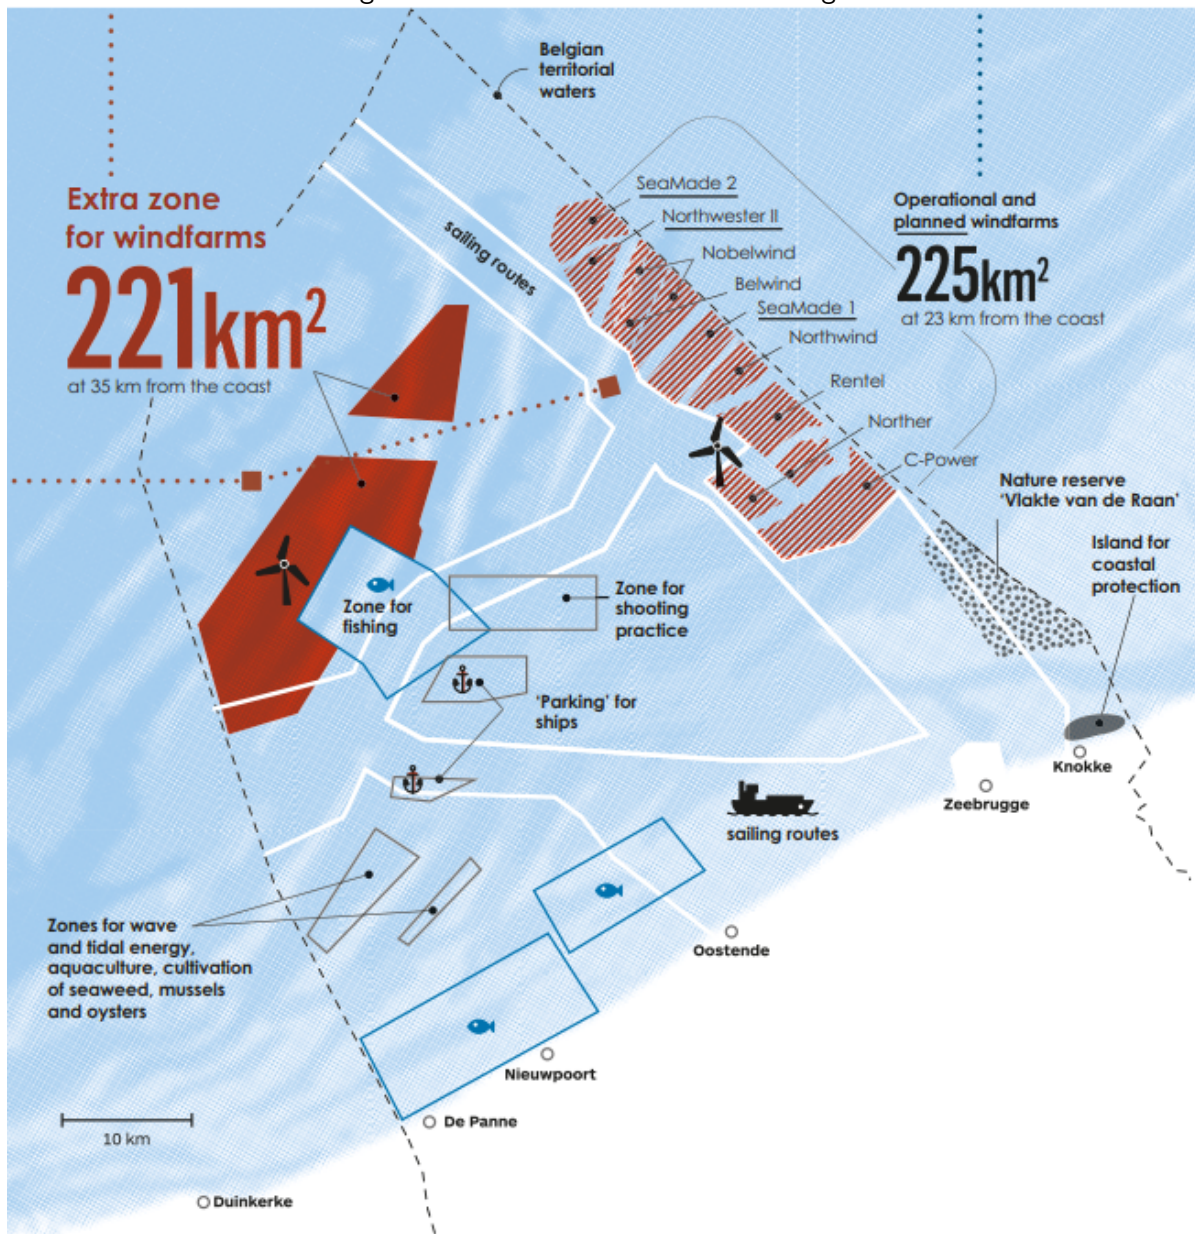 Belgian
territorial
waters
Extra zone
for windfarms
221km²
at 35 km from the coast
sailing routes
SeaMade 2
Northwester II
Nobelwind
Belwind
SeaMade 1
Northwind
Rentel
Norther
C-Power
Operational and
planned windfarms
225km²
at 23 km from the coast
Nature reserve
‘Vlakte van de Raan’
Island for
coastal
protection
Zone for
fishing
Zone for
shooting
practice
‘Parking’ for
ships
Knokke
Zeebrugge
sailing routes
Zones for wave
and tidal energy,
aquaculture, cultivation
of seaweed, mussels
and oysters
Oostende
Nieuwpoort
De Panne
10 km
Duinkerke